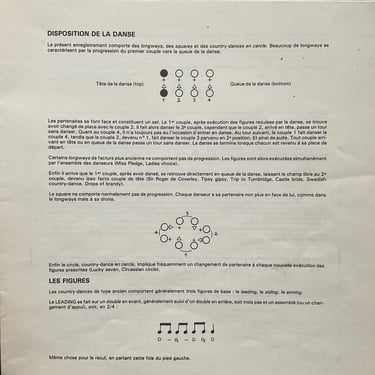 DISPOSITION DE LA DANSE
Le présent enregistrement comporte des longways, des squares et des country-dances en cercle. Beaucoup de longways se
caractérisent par la progression du premier couple vers la queue de la danse.
Tête de la danse (top)
Queue de la danse (bottom)
1 2 3 4
Les partenaires se font face et constituent un set. Le 1er couple, après exécution des figures requises par la danse, se trouve
avoir changé de place avec le couple 2. Il fait alors danser le 3e couple, cependant que le couple 2, arrivé en tête, passe un tour
sans danser. Quant au couple 4, il n'a toujours pas eu l'occasion d'entrer en danse. Au tour suivant, le couple 1 fait danser le
couple 4, tandis que le couple 2, devenu n° 1, fait danser le couple 3 parvenu en 2e position. Et ainsi de suite. Tout couple arri-
vant en tête ou en queue de la danse passe un tour sans danser. La danse se termine lorsque chacun est revenu à sa place de
départ.
Certains longways de facture plus ancienne ne comportent pas de progression. Les figures sont alors exécutées simultanément
par l'ensemble des danseurs (Miss Pledge, Ladies choice).
Enfin il arrive que le 1er couple, après avoir dansé, se retrouve directement en queue de la danse, laissant le champ libre au 2e
couple, devenu ipso facto couple de tête (Sir Roger de Coverley, Tipsy gipsy, Trip to Tunbridge, Castle bride, Swedish
country-dance, Drops of brandy).
Le square ne comporte normalement pas de progression. Chaque danseur a sa partenaire non plus en face de lui, comme dans
le longways mais à sa droite.
3
4
2
1
Enfin le circle, country-dance en cercle, implique fréquemment un changement de partenaire à chaque nouvelle exécution des
figures prescrites (Lucky seven, Circassian circle).
LES FIGURES
Les country-dances de type ancien comportent généralement trois figures de base : le leading, le siding, le arming.
Le LEADING se fait sur un double en avant, généralement suivi d'un double en arrière, soit trois pas et un assemblé (ou un chan-
gement d'appui), soit, en 2/4 :
D - G - D G D
Même chose pour le recul, en partant cette fois du pied gauche.